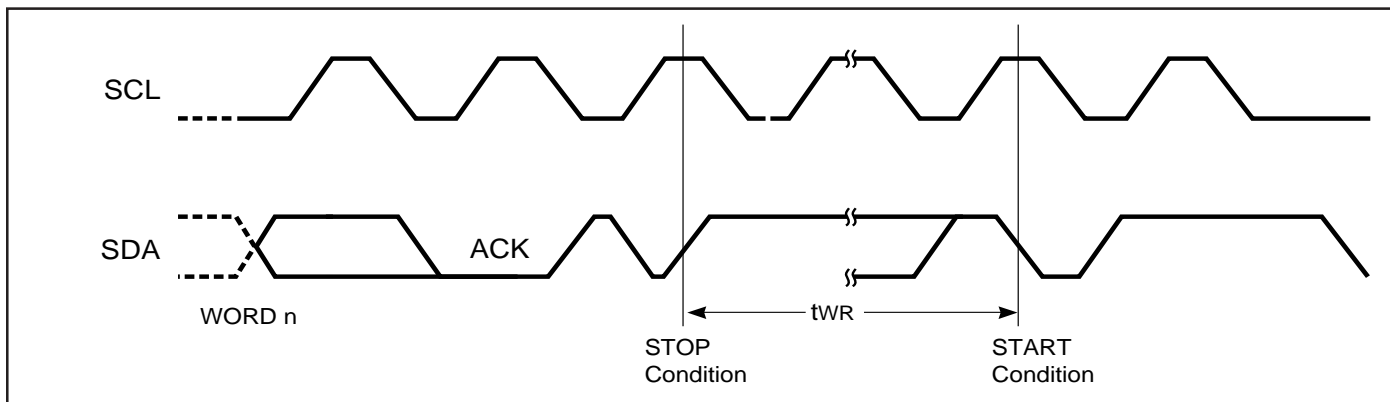 SCL
SDA
ACK
WORD n
tWR
STOP
Condition
START
Condition